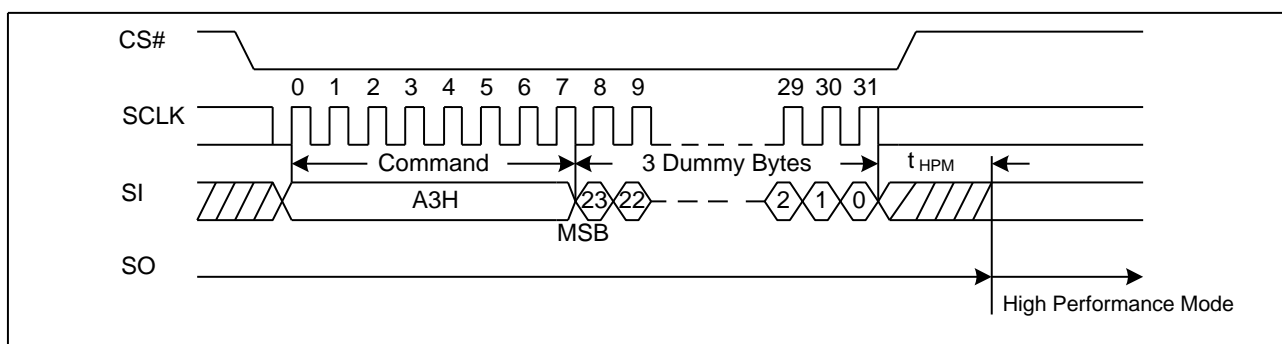 CS#
0 1 2 3 4 5 6 7 8 9 29 30 31
SCLK
Command 3 Dummy Bytes t HPM
SI A3H 23 22 2 1 0
MSB
SO
High Performance Mode